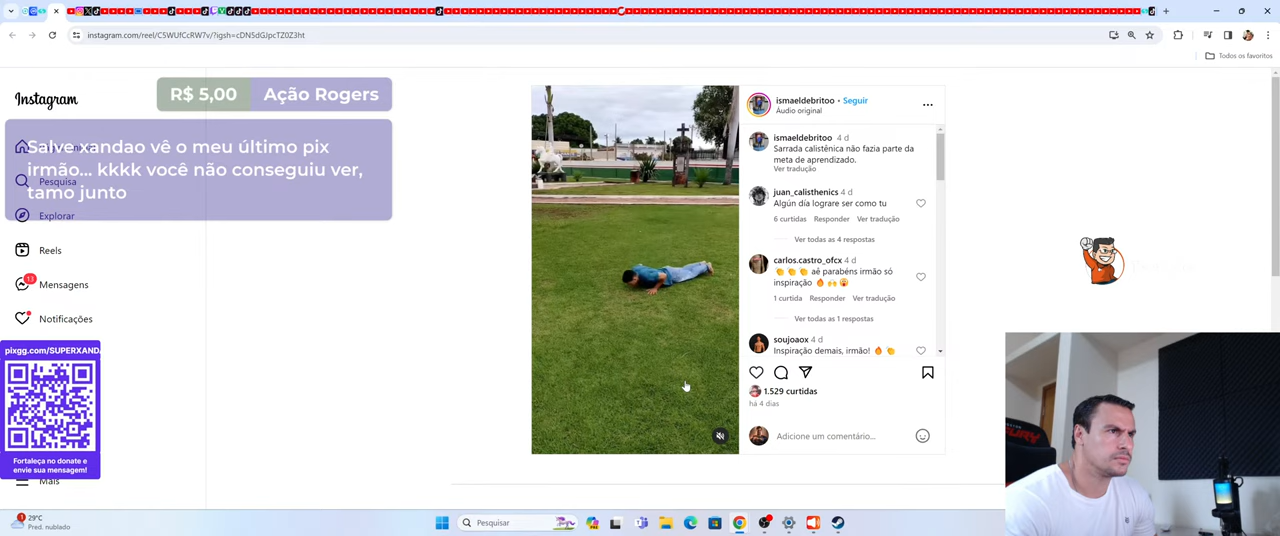 instagram.com/reel/C5WUfCcRW7v/?igsh=cDN5dGJpcTZ0Z3ht
Todos os favoritos
Instagram
R$ 5,00 Ação Rogers
Salve xandao vê o meu último pix
irmão... kkkk você não conseguiu ver,
tamo junto
Pesquisa
Explorar
Reels
13
Mensagens
Notificações
pixgg.com/SUPERXANDA
Fortaleça no donate e
envie sua mensagem!
Mais
ismaeldebritoo • Seguir
Áudio original
ismaeldebritoo 4 d
Sarrada calistênica não fazia parte da
meta de aprendizado.
Ver tradução
juan_calisthenics 4 d
Algún día lograre ser como tu
6 curtidas Responder Ver tradução
Ver todas as 4 respostas
carlos.castro_ofcx 4 d
👏👏👏 aê parabéns irmão só
inspiração 🔥🙌😱
1 curtida Responder Ver tradução
Ver todas as 1 respostas
soujoaox 4 d
Inspiração demais, irmão! 🔥👏
1.529 curtidas
há 4 dias
Adicione um comentário...
1
29°C
Pred. nublado
Pesquisar